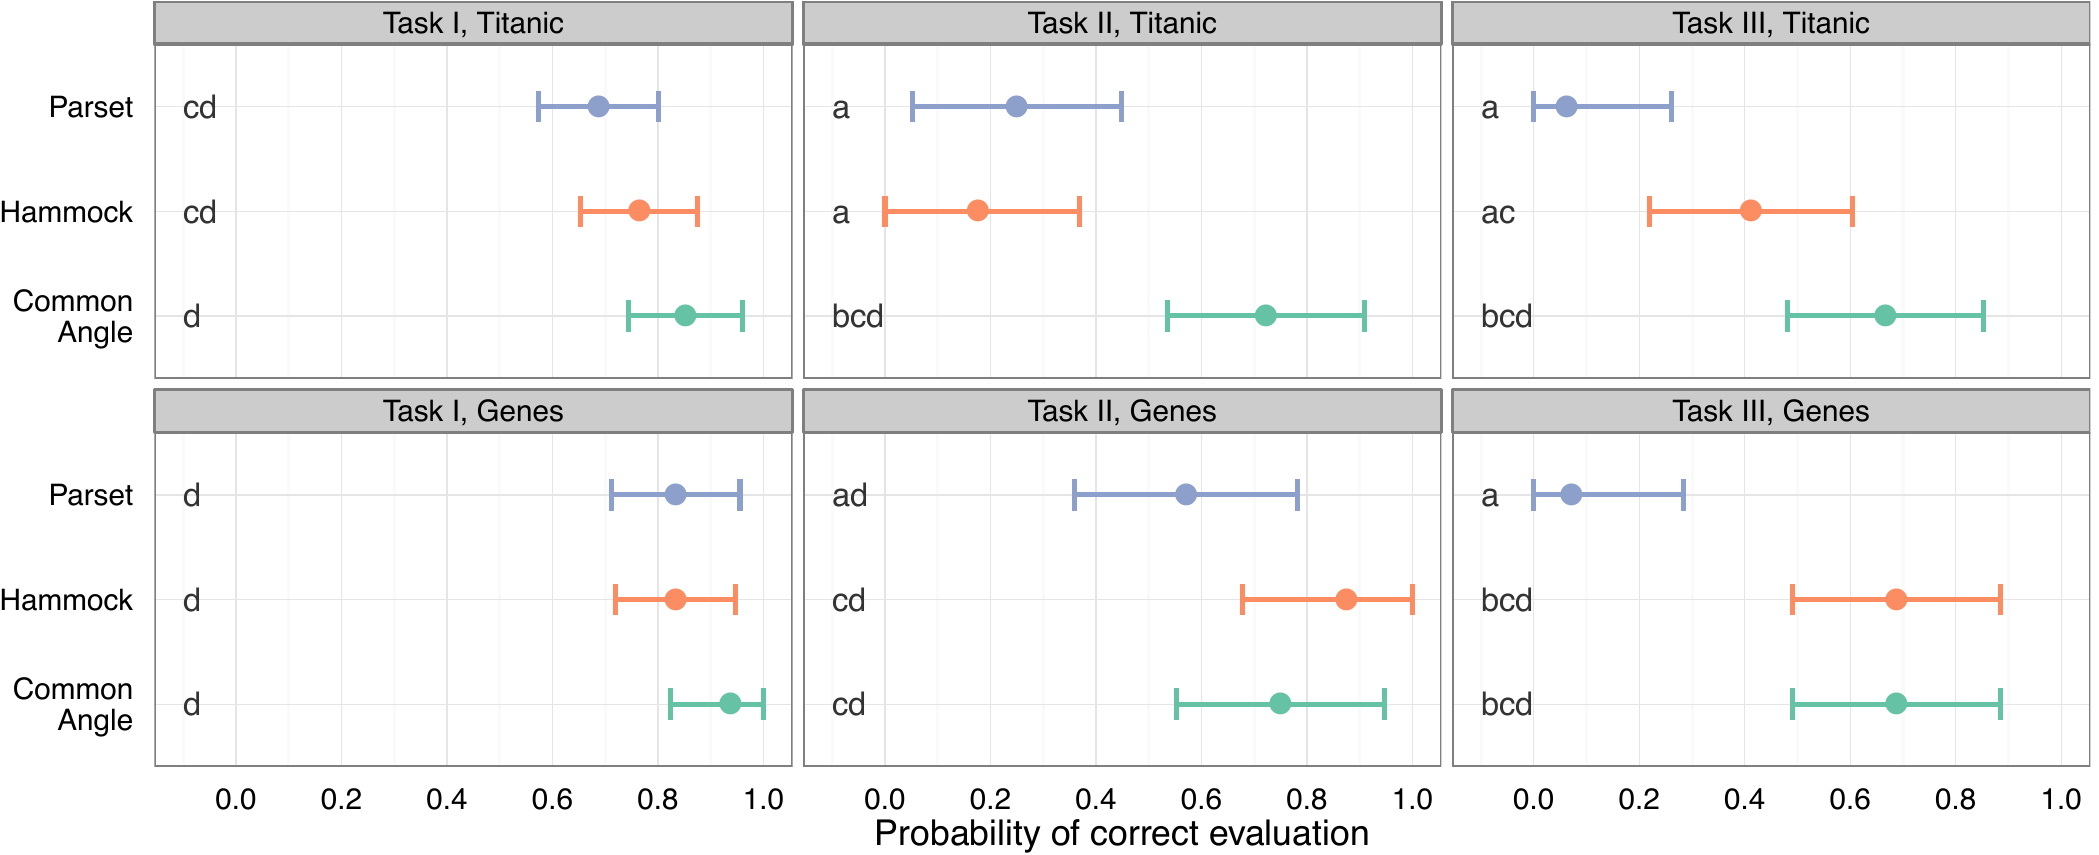 Task I, Titanic
Task II, Titanic
Task III, Titanic
Parset
cd
a
a
Hammock
cd
a
ac
Common
Angle
d
bcd
bcd
Task I, Genes
Task II, Genes
Task III, Genes
Parset
d
ad
a
Hammock
d
cd
bcd
Common
Angle
d
cd
bcd
0.0 0.2 0.4 0.6 0.8 1.0
0.0 0.2 0.4 0.6 0.8 1.0
0.0 0.2 0.4 0.6 0.8 1.0
Probability of correct evaluation